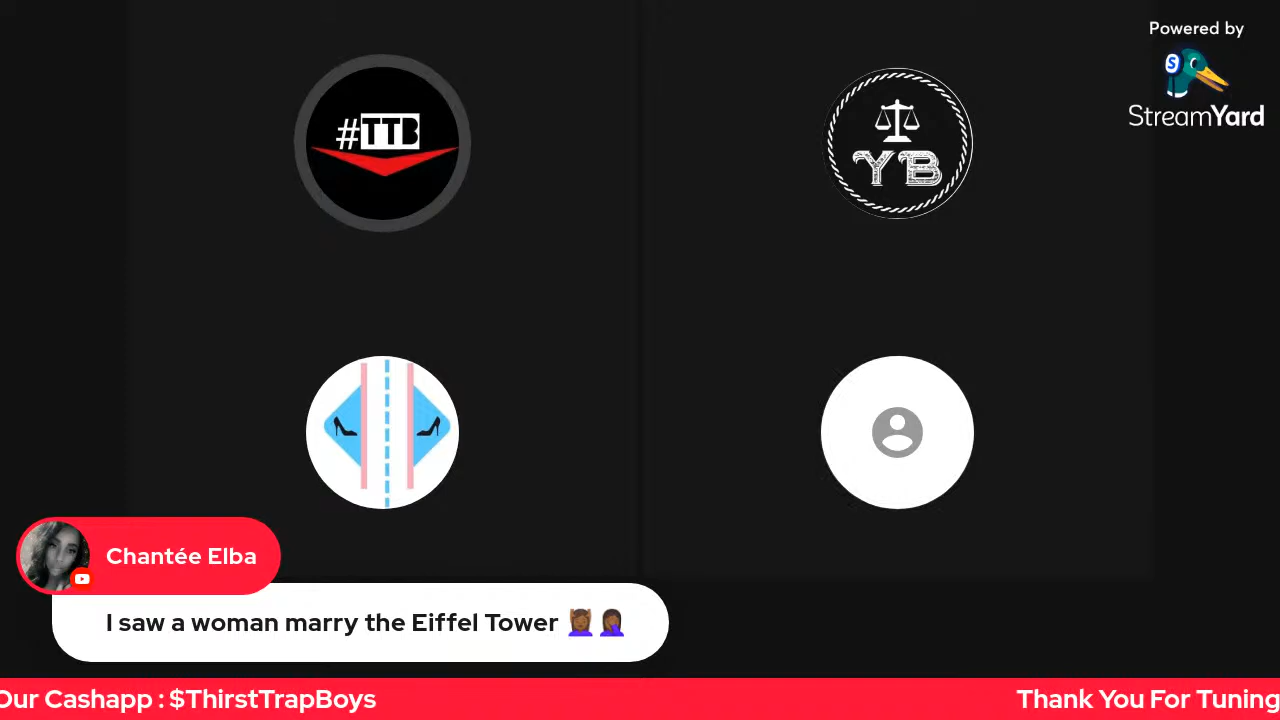 Powered by
S
StreamYard
#TTB
YB
Chantée Elba
I saw a woman marry the Eiffel Tower 💆🏾‍♀️🤦🏾‍♀️
Our Cashapp : $ThirstTrapBoys
Thank You For Tuning